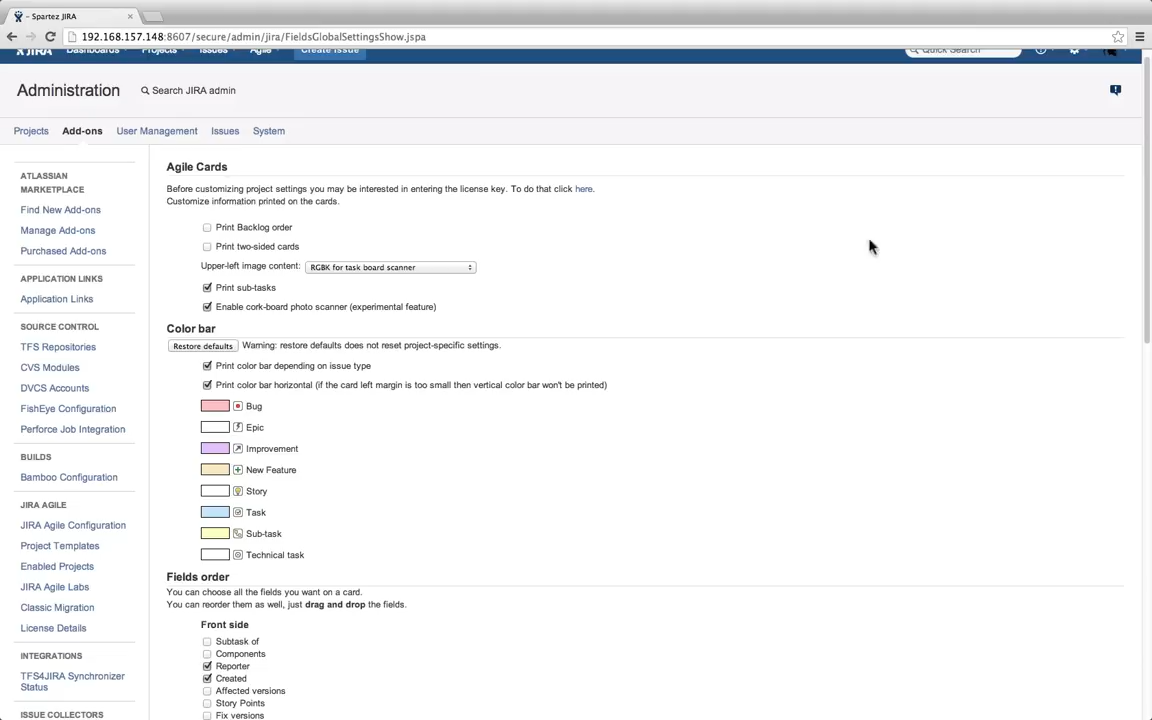 - Spartez JIRA
192.168.157.148:8607/secure/admin/jira/FieldsGlobalSettingsShow.jspa
JIRA Dashboards Projects Issues Agile Create issue Quick Search
Administration Search JIRA admin
Projects Add-ons User Management Issues System
ATLASSIAN
MARKETPLACE
Find New Add-ons
Manage Add-ons
Purchased Add-ons
APPLICATION LINKS
Application Links
SOURCE CONTROL
TFS Repositories
CVS Modules
DVCS Accounts
FishEye Configuration
Perforce Job Integration
BUILDS
Bamboo Configuration
JIRA AGILE
JIRA Agile Configuration
Project Templates
Enabled Projects
JIRA Agile Labs
Classic Migration
License Details
INTEGRATIONS
TFS4JIRA Synchronizer
Status
ISSUE COLLECTORS
Agile Cards
Before customizing project settings you may be interested in entering the license key. To do that click here.
Customize information printed on the cards.
Print Backlog order
Print two-sided cards
Upper-left image content: RGBK for task board scanner
Print sub-tasks
Enable cork-board photo scanner (experimental feature)
Color bar
Restore defaults Warning: restore defaults does not reset project-specific settings.
Print color bar depending on issue type
Print color bar horizontal (if the card left margin is too small then vertical color bar won't be printed)
Bug
Epic
Improvement
New Feature
Story
Task
Sub-task
Technical task
Fields order
You can choose all the fields you want on a card.
You can reorder them as well, just drag and drop the fields.
Front side
Subtask of
Components
Reporter
Created
Affected versions
Story Points
Fix versions